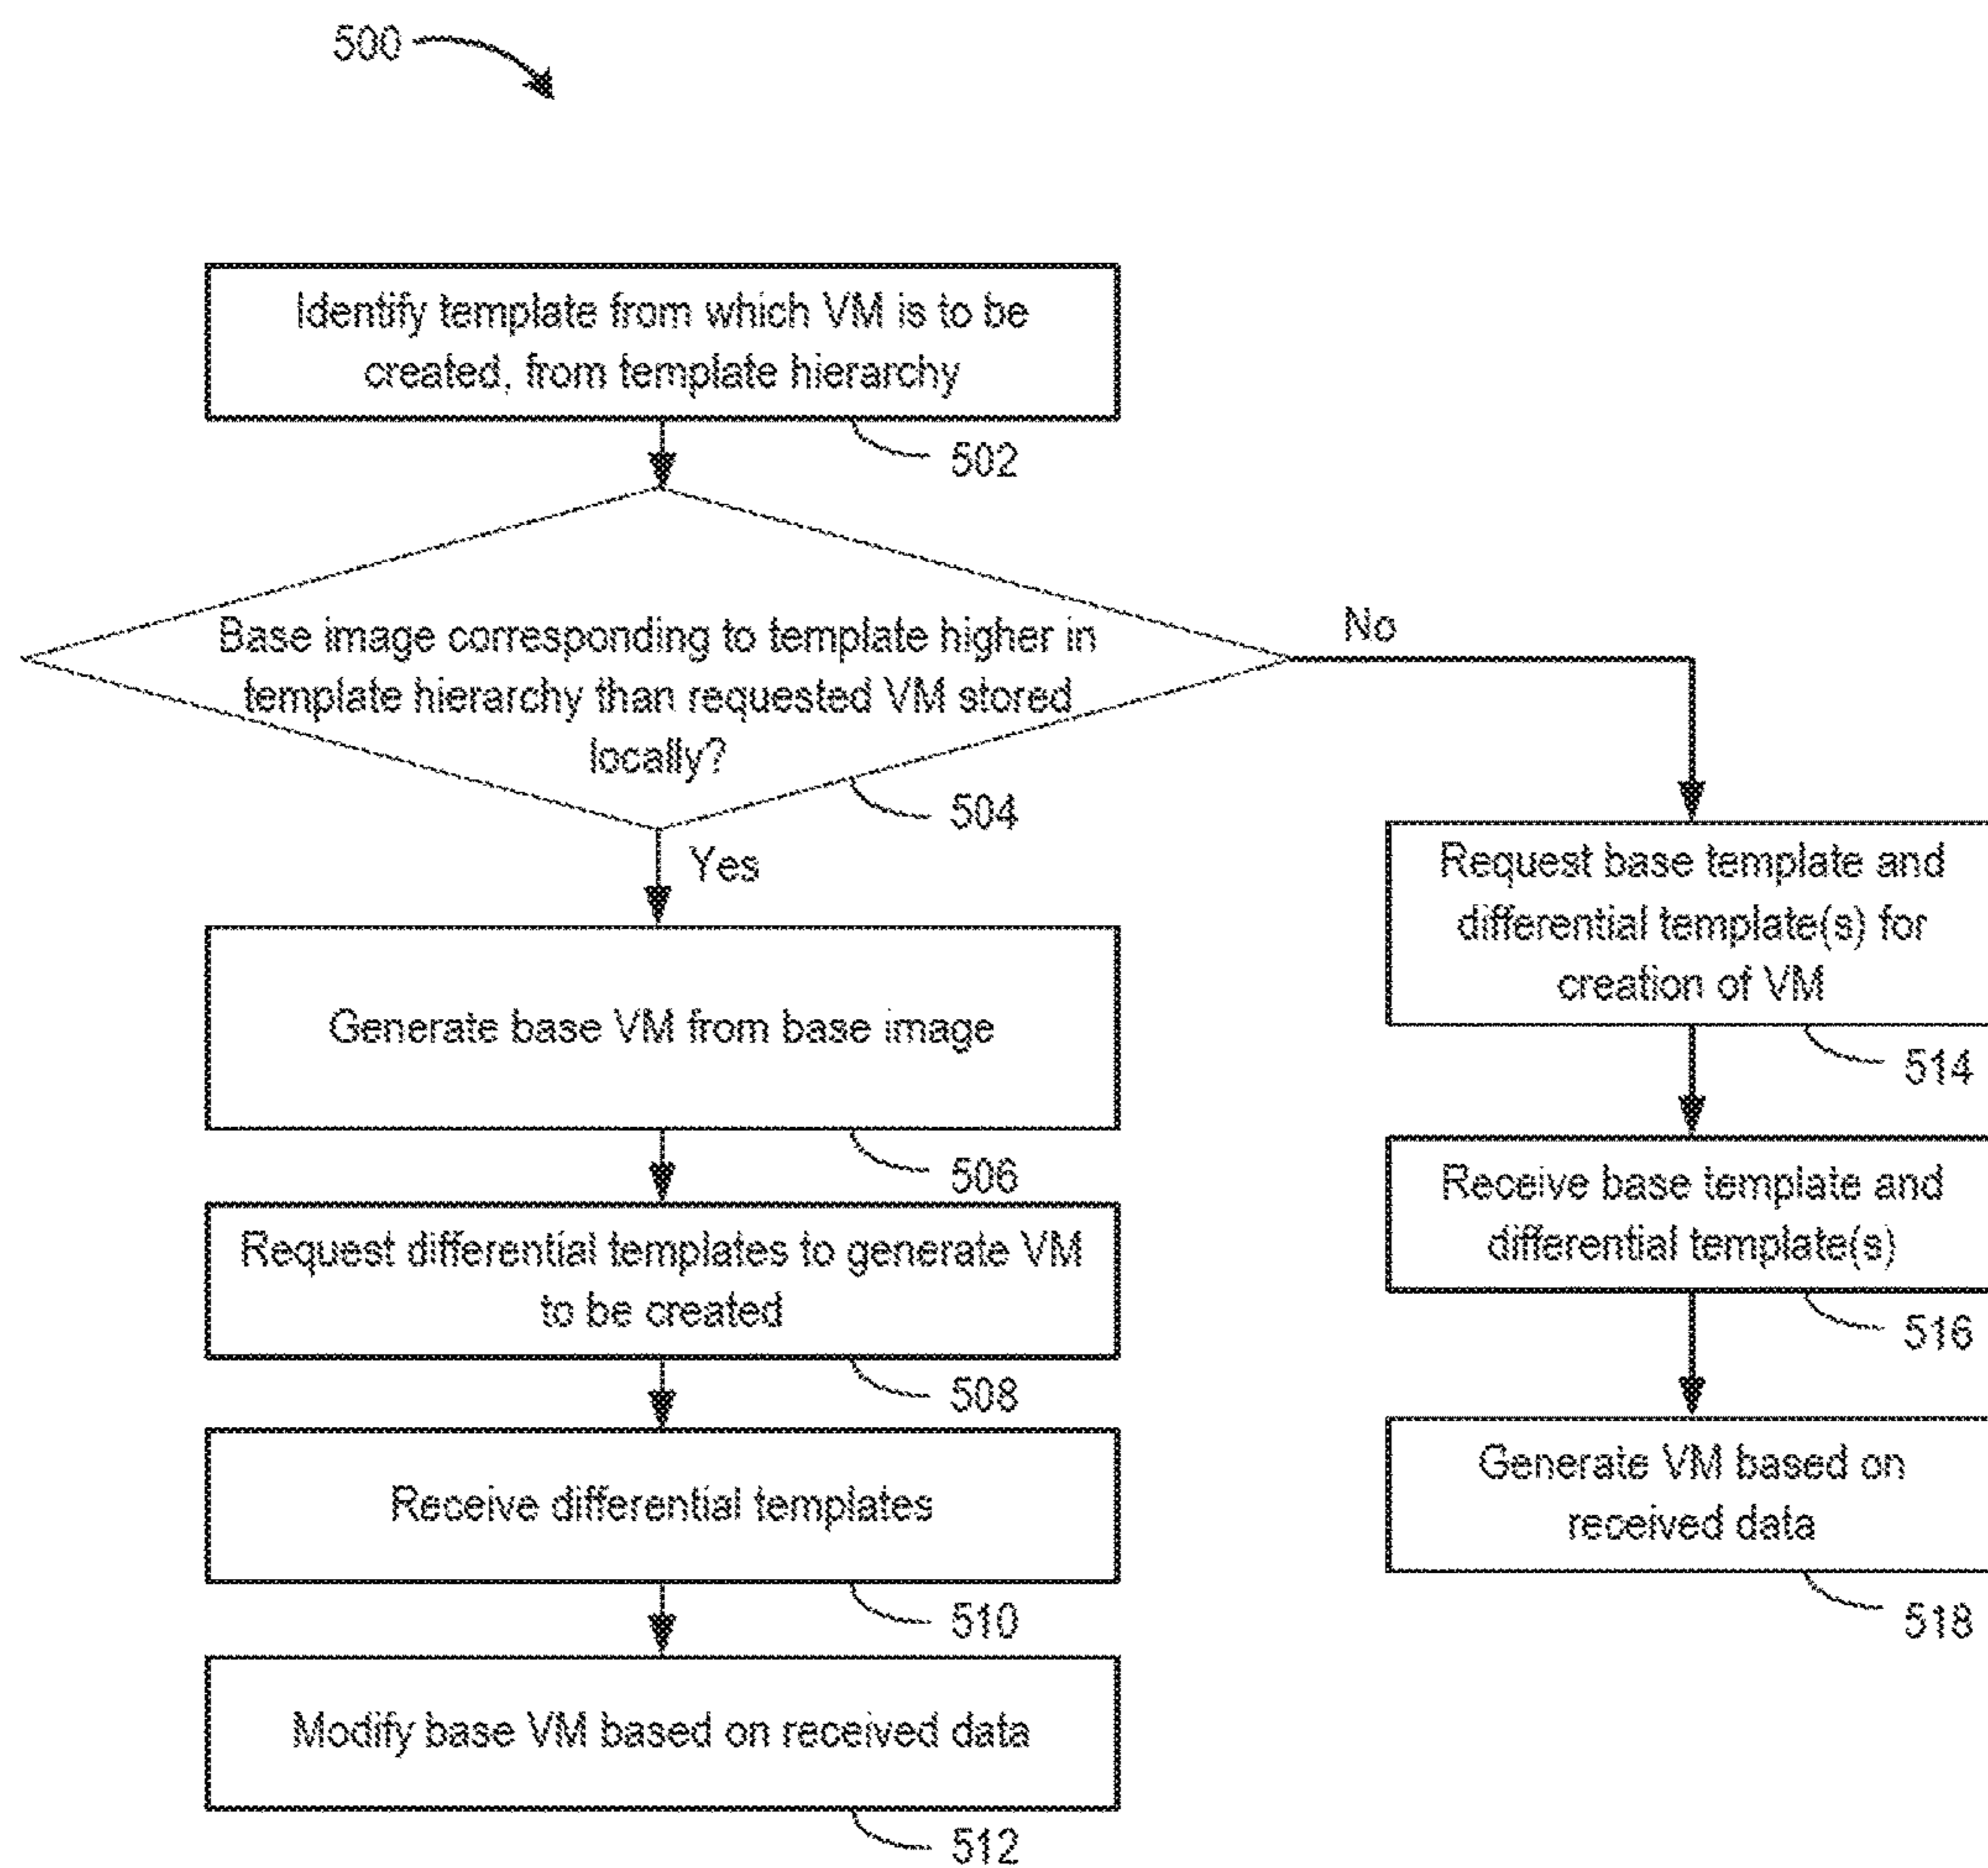 500
Identify template from which VM is to be
created, from template hierarchy
502
Base image corresponding to template higher in
template hierarchy than requested VM stored
locally?
504
No
Yes
Generate base VM from base image
506
Request differential templates to generate VM
to be created
508
Receive differential templates
510
Modify base VM based on received data
512
Request base template and
differential template(s) for
creation of VM
514
Receive base template and
differential template(s)
516
Generate VM based on
received data
518